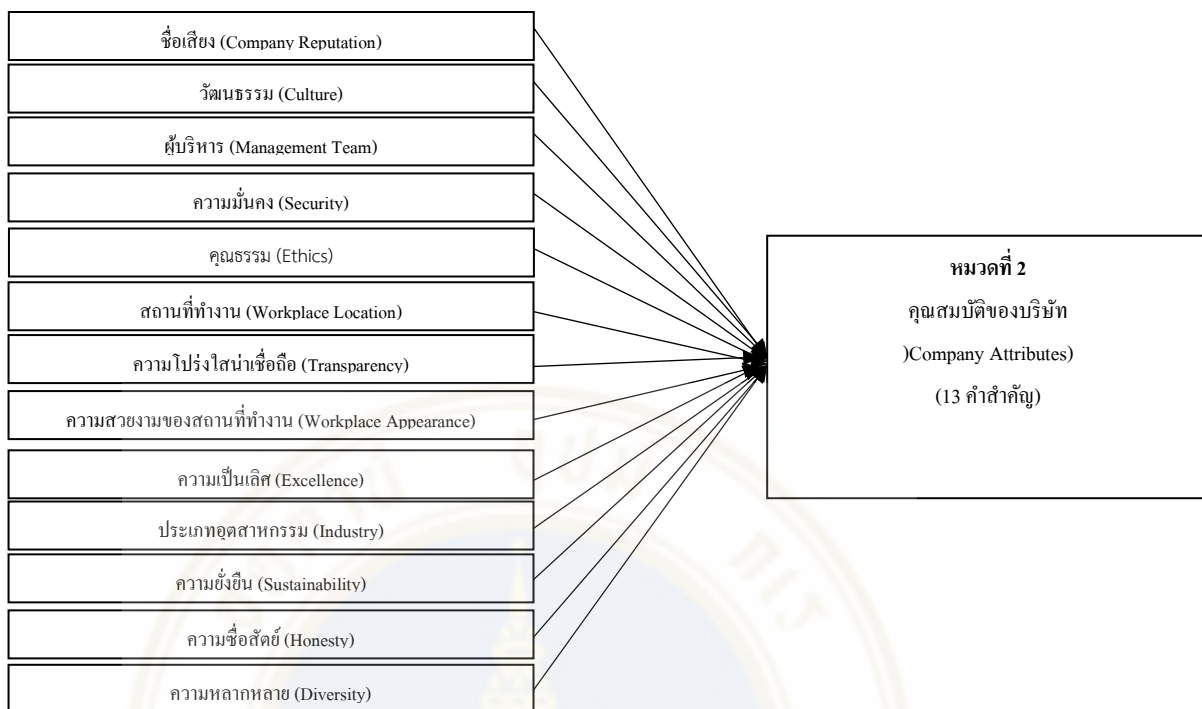 ชื่อเสียง (Company Reputation)
วัฒนธรรม (Culture)
ผู้บริหาร (Management Team)
ความมั่นคง (Security)
คุณธรรม (Ethics)
สถานที่ทำงาน (Workplace Location)
ความโปร่งใสน่าเชื่อถือ (Transparency)
ความสวยงามของสถานที่ทำงาน (Workplace Appearance)
ความเป็นเลิศ (Excellence)
ประเภทอุตสาหกรรม (Industry)
ความยั่งยืน (Sustainability)
ความซื่อสัตย์ (Honesty)
ความหลากหลาย (Diversity)
หมวดที่ 2
คุณสมบัติของบริษัท
)Company Attributes)
(13 คำสำคัญ)